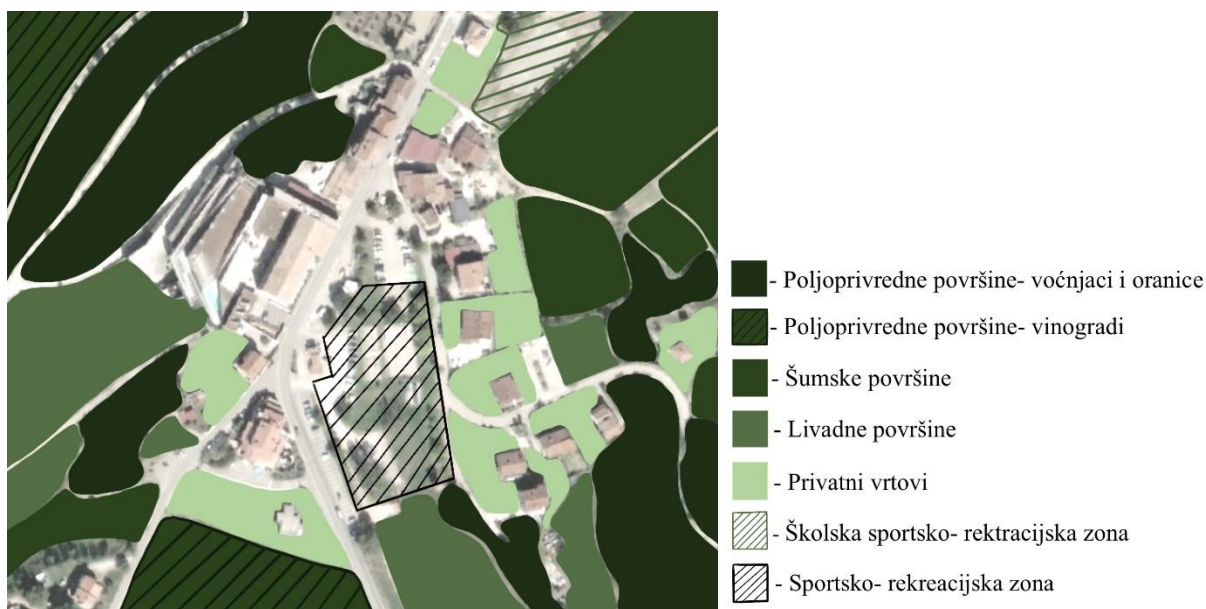 - Poljoprivredne površine- voćnjaci i oranice
- Poljoprivredne površine- vinogradi
- Šumske površine
- Livadne površine
- Privatni vrtovi
- Školska sportsko- rektracijska zona
- Sportsko- rekreacijska zona